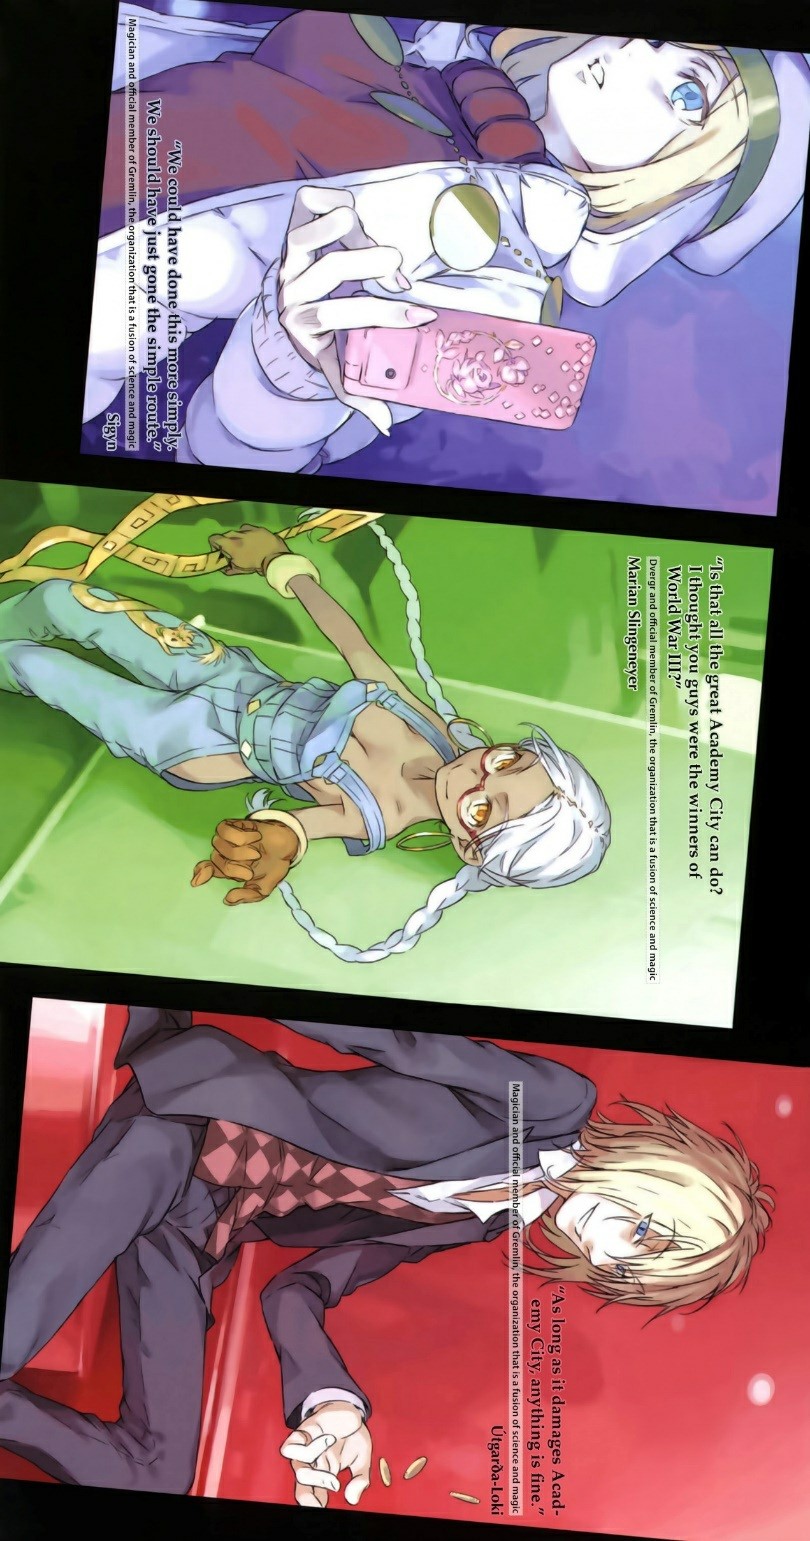 "We could have done this more simply.
We should have just gone the simple route."
Magician and official member of Gremlin, the organization that is a fusion of science and magic
Sigyn
"Is that all the great Academy City can do?
I thought you guys were the winners of
World War III?"
Dvergr and official member of Gremlin, the organization that is a fusion of science and magic
Marian Slingeneyer
"As long as it damages Acad-
emy City, anything is fine."
Magician and official member of Gremlin, the organization that is a fusion of science and magic
Útgarða-Loki